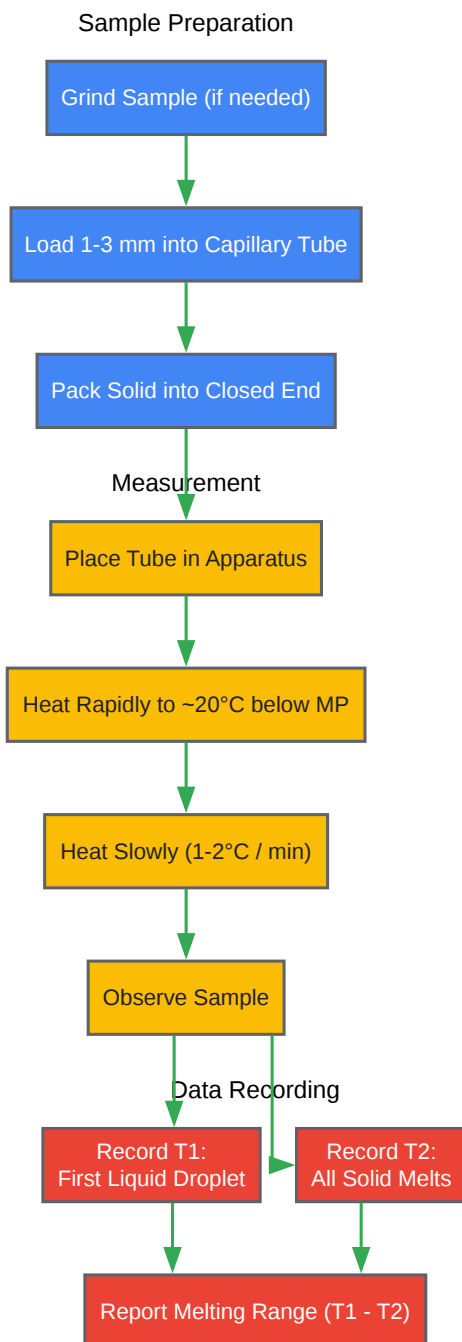 Sample Preparation
Grind Sample (if needed)
Load 1-3 mm into Capillary Tube
Pack Solid into Closed End
Measurement
Place Tube in Apparatus
Heat Rapidly to ~20°C below MP
Heat Slowly (1-2°C / min)
Observe Sample
Data Recording
Record T1:
First Liquid Droplet
Record T2:
All Solid Melts
Report Melting Range (T1 - T2)